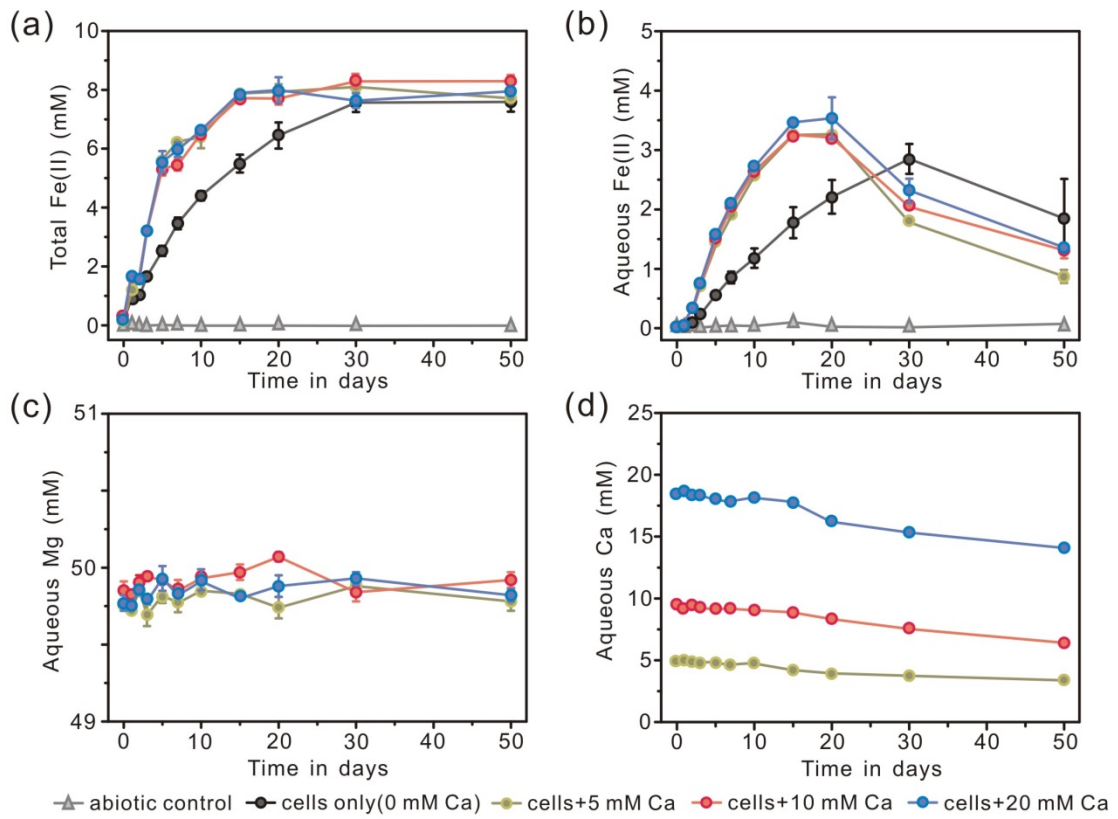 (a)
10
8
6
4
2
0
Total Fe(II) (mM)
0 10 20 30 40 50
Time in days
(b)
5
4
3
2
1
0
Aqueous Fe(II) (mM)
0 10 20 30 40 50
Time in days
(c)
51
50
49
Aqueous Mg (mM)
0 10 20 30 40 50
Time in days
(d)
25
20
15
10
5
0
Aqueous Ca (mM)
0 10 20 30 40 50
Time in days
abiotic control cells only(0 mM Ca) cells+5 mM Ca cells+10 mM Ca cells+20 mM Ca